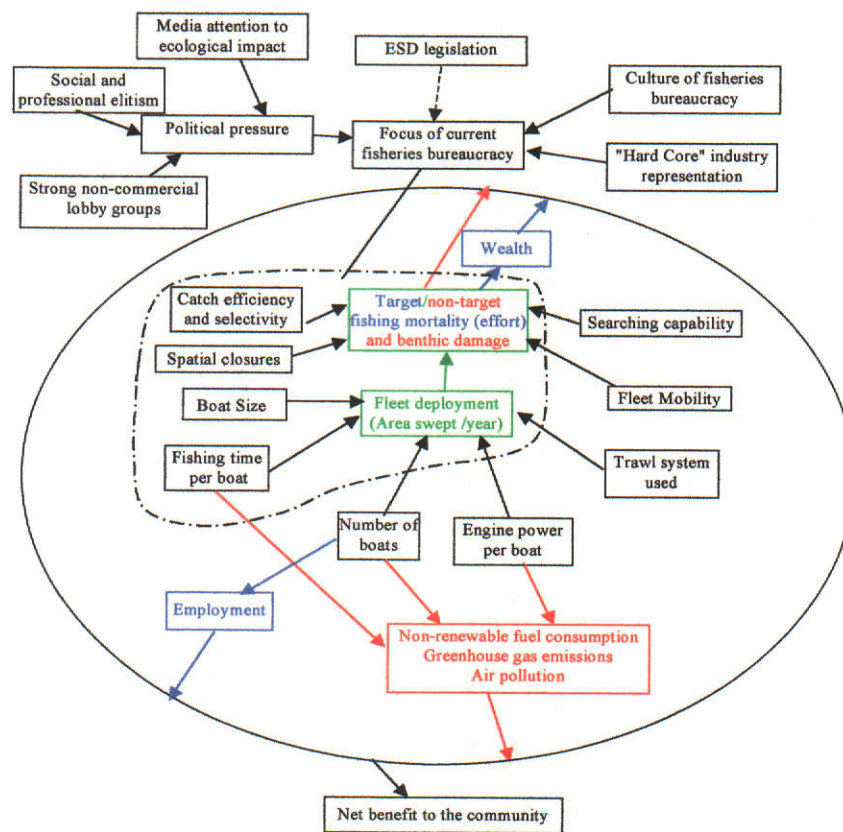 Media attention to
ecological impact
ESD legislation
Social and
professional elitism
Culture of fisheries
bureaucracy
Political pressure
Focus of current
fisheries bureaucracy
Strong non-commercial
lobby groups
"Hard Core" industry
representation
Wealth
Catch efficiency
and selectivity
Target/non-target
fishing mortality (effort)
and benthic damage
Searching capability
Spatial closures
Boat Size
Fleet deployment
(Area swept /year)
Fleet Mobility
Fishing time
per boat
Trawl system
used
Number of
boats
Engine power
per boat
Employment
Non-renewable fuel consumption
Greenhouse gas emissions
Air pollution
Net benefit to the community